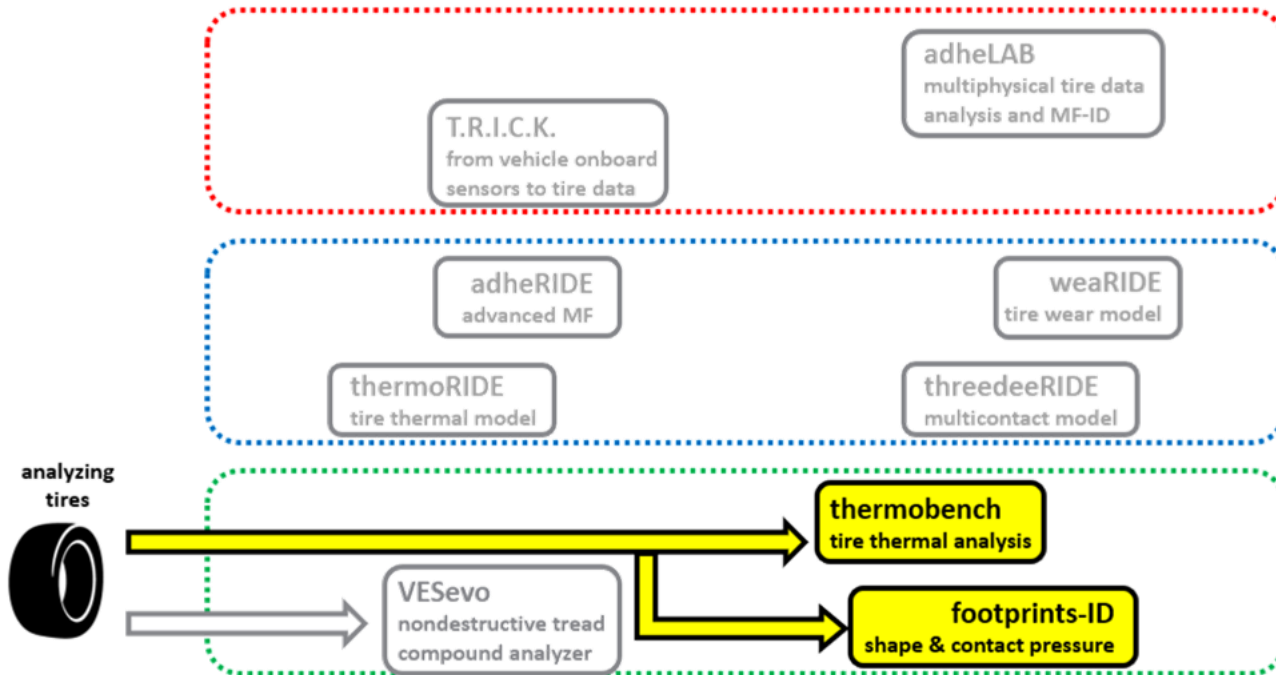 adheLAB
multiphysical tire data
analysis and MF-ID
T.R.I.C.K.
from vehicle onboard
sensors to tire data
adheRIDE
advanced MF
weaRIDE
tire wear model
thermoRIDE
tire thermal model
threedeeRIDE
multicontact model
analyzing
tires
thermobench
tire thermal analysis
VESevo
nondestructive tread
compound analyzer
footprints-ID
shape & contact pressure